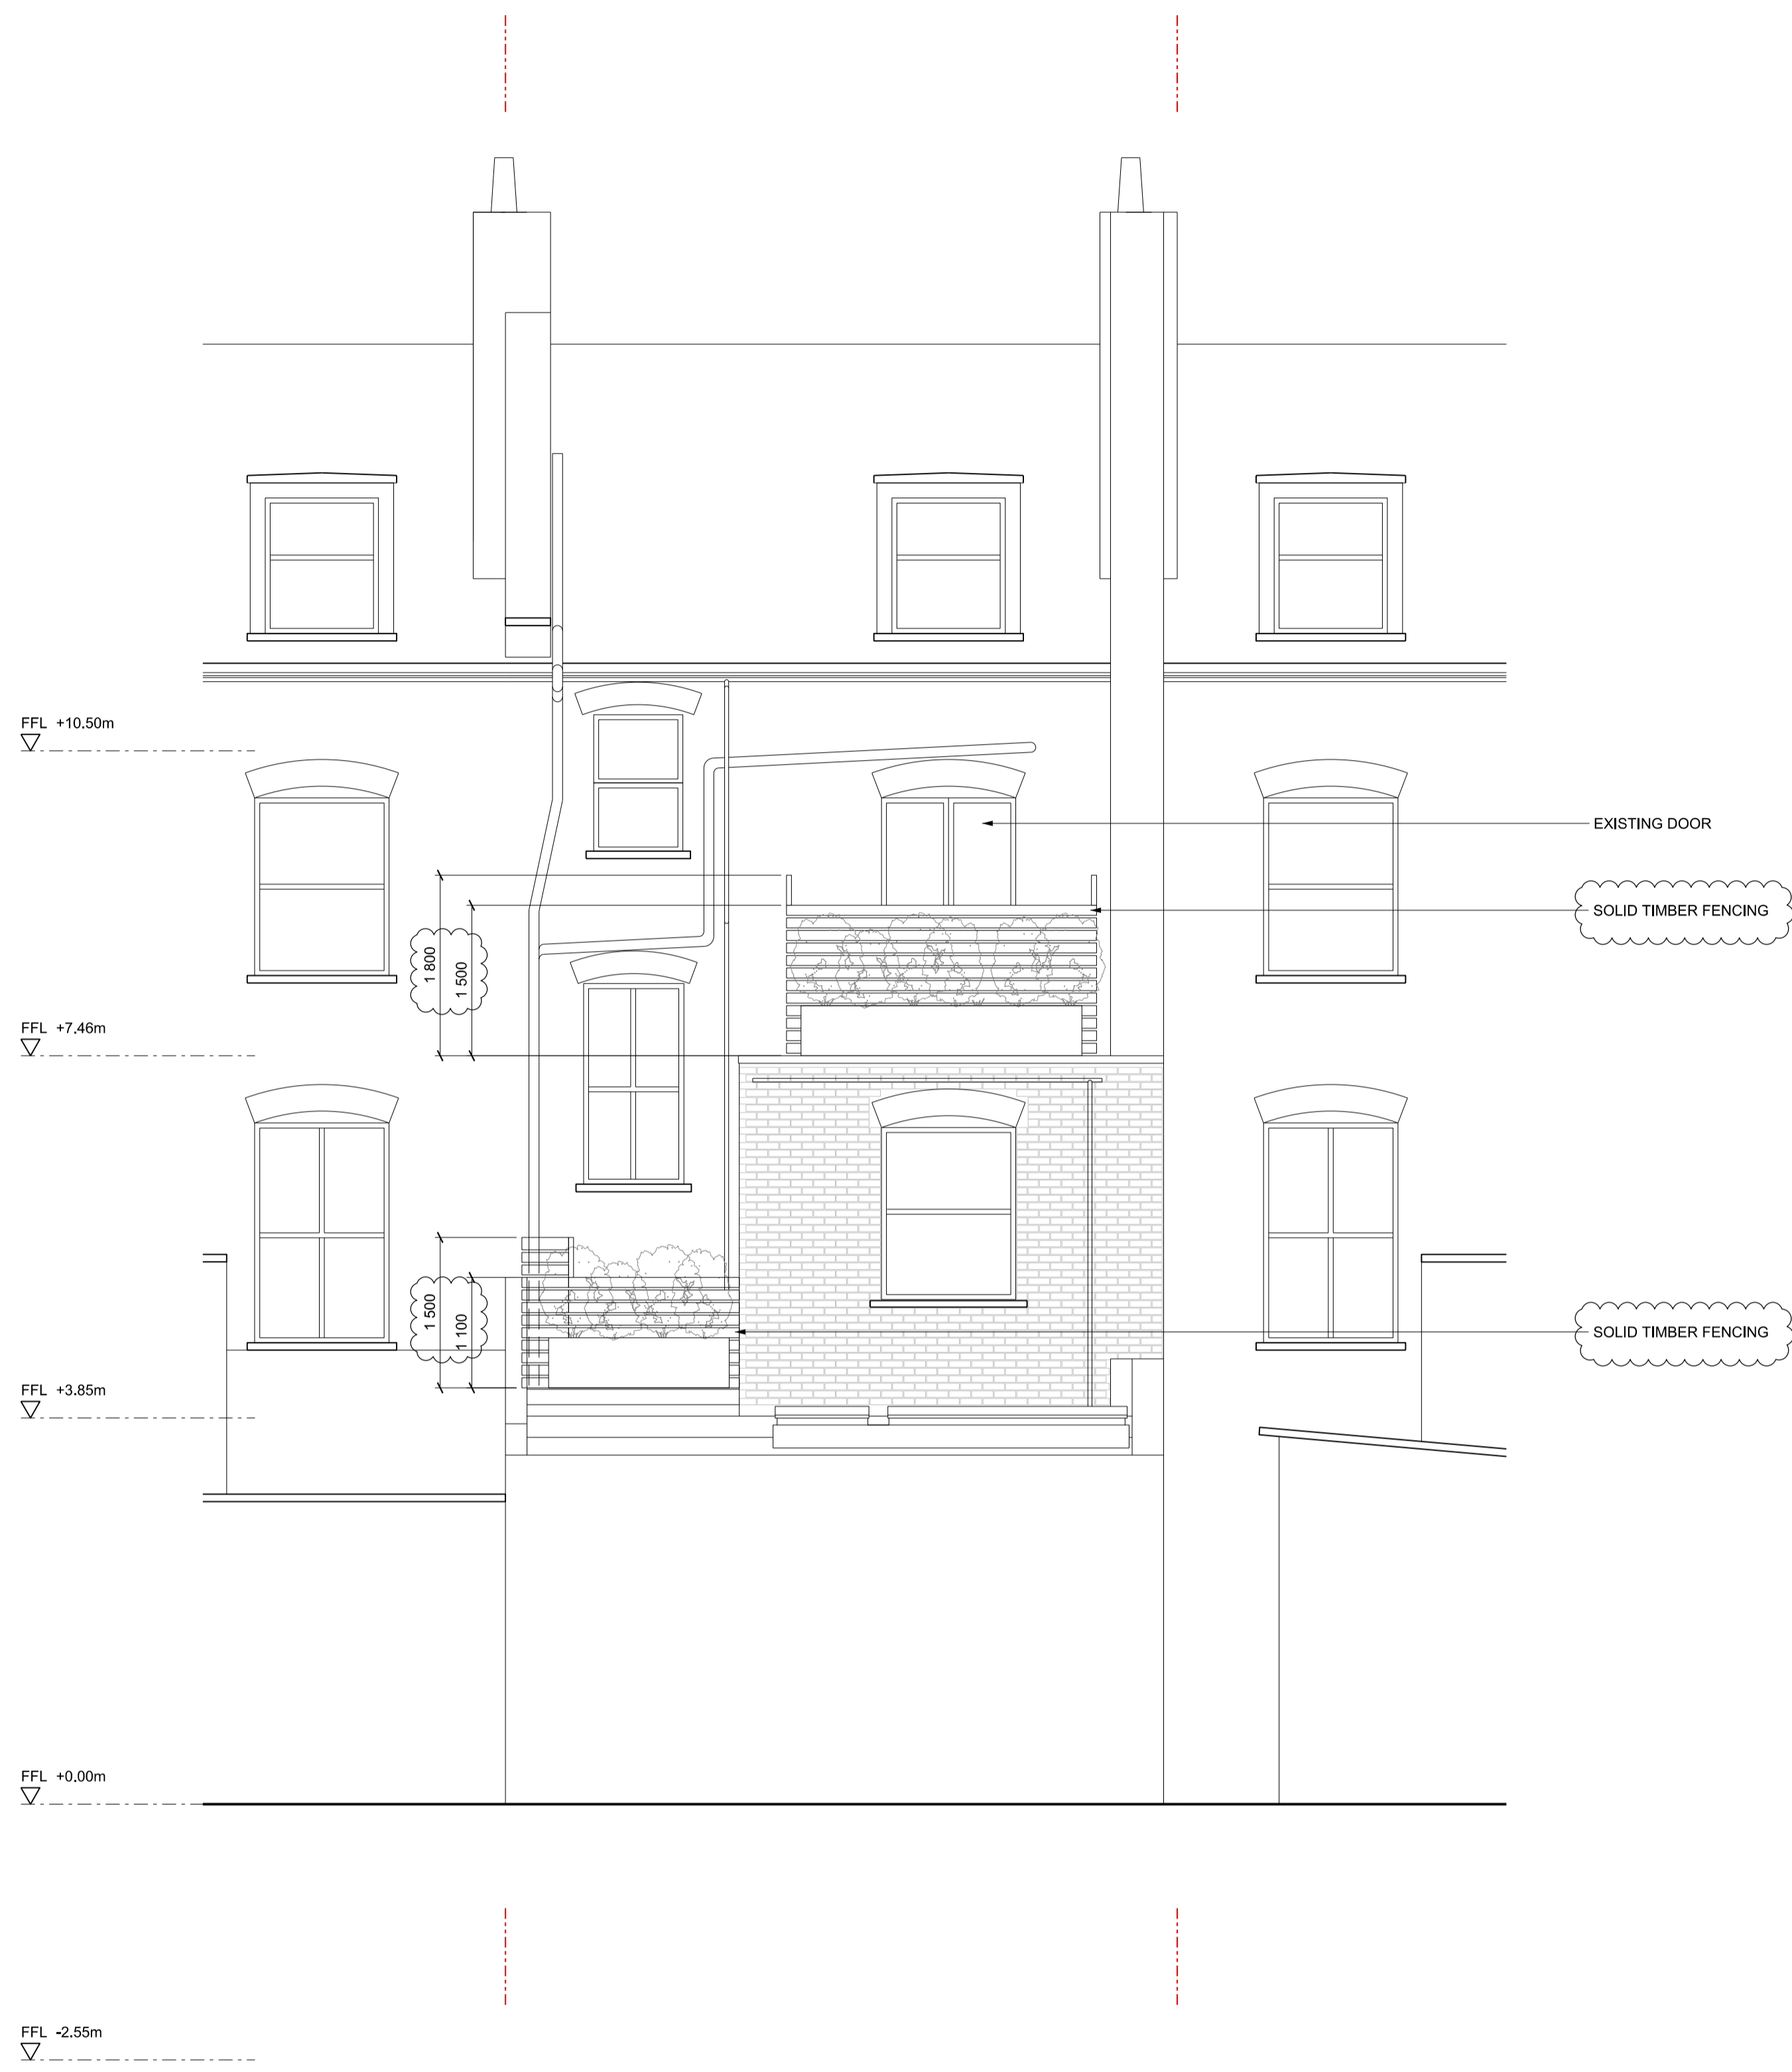 FFL +10.50m
EXISTING DOOR
SOLID TIMBER FENCING
1 800
1 500
FFL +7.46m
1 500
1 100
SOLID TIMBER FENCING
FFL +3.85m
FFL +0.00m
FFL -2.55m